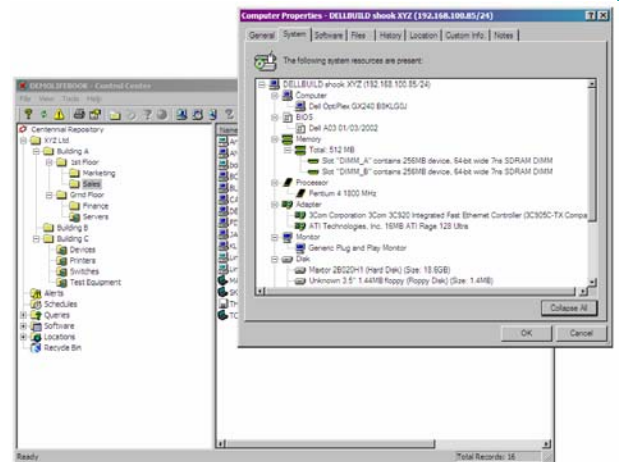 Computer Properties - DELLBUILD shook XYZ (192.168.100.85/24)
General System Software Files History Location Custom Info. Notes
The following system resources are present:
DELLBUILD shook XYZ (192.168.100.85/24)
Computer
Dell OptiPlex GX240 B8KLG0J
BIOS
Dell A03 01/03/2002
Memory
Total: 512 MB
Slot "DIMM_A" contains 256MB device, 64-bit wide 7ns SDRAM DIMM
Slot "DIMM_B" contains 256MB device, 64-bit wide 7ns SDRAM DIMM
Processor
Pentium 4 1800 MHz
Adapter
3Com Corporation 3Com 3C920 Integrated Fast Ethernet Controller (3C905C-TX Compa
ATI Technologies, Inc. 16MB ATI Rage 128 Ultra
Monitor
Generic Plug and Play Monitor
Disk
Maxtor 2B020H1 (Hard Disk) (Size: 18.6GB)
Unknown 3.5" 1.44MB floppy (Floppy Disk) (Size: 1.4MB)
Collapse All
OK Cancel
DEMOLIFEBOOK - Control Center
File View Tools Help
Centennial Repository
XYZ Ltd
Building A
1st Floor
Marketing
Sales
Grnd Floor
Finance
Servers
Building B
Building C
Devices
Printers
Switches
Test Equipment
Alerts
Schedules
Queries
Software
Locations
Recycle Bin
Name
Ready
Total Records: 16